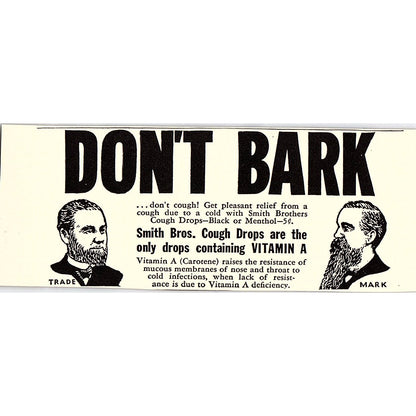 DON'T BARK
...don't cough! Get pleasant relief from a
cough due to a cold with Smith Brothers
Cough Drops—Black or Menthol—5¢.
Smith Bros. Cough Drops are the
only drops containing VITAMIN A
Vitamin A (Carotene) raises the resistance of
mucous membranes of nose and throat to
cold infections, when lack of resist-
ance is due to Vitamin A deficiency.
TRADE
MARK